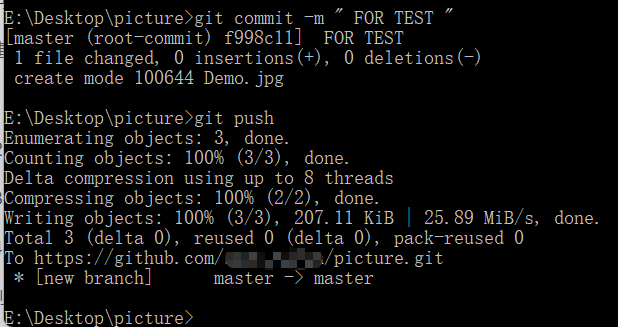 E:\Desktop\picture>git commit -m " FOR TEST "
[master (root-commit) f998c11]  FOR TEST
 1 file changed, 0 insertions(+), 0 deletions(-)
 create mode 100644 Demo.jpg
E:\Desktop\picture>git push
Enumerating objects: 3, done.
Counting objects: 100% (3/3), done.
Delta compression using up to 8 threads
Compressing objects: 100% (2/2), done.
Writing objects: 100% (3/3), 207.11 KiB | 25.89 MiB/s, done.
Total 3 (delta 0), reused 0 (delta 0), pack-reused 0
To https://github.com/ /picture.git
 * [new branch]      master -> master
E:\Desktop\picture>